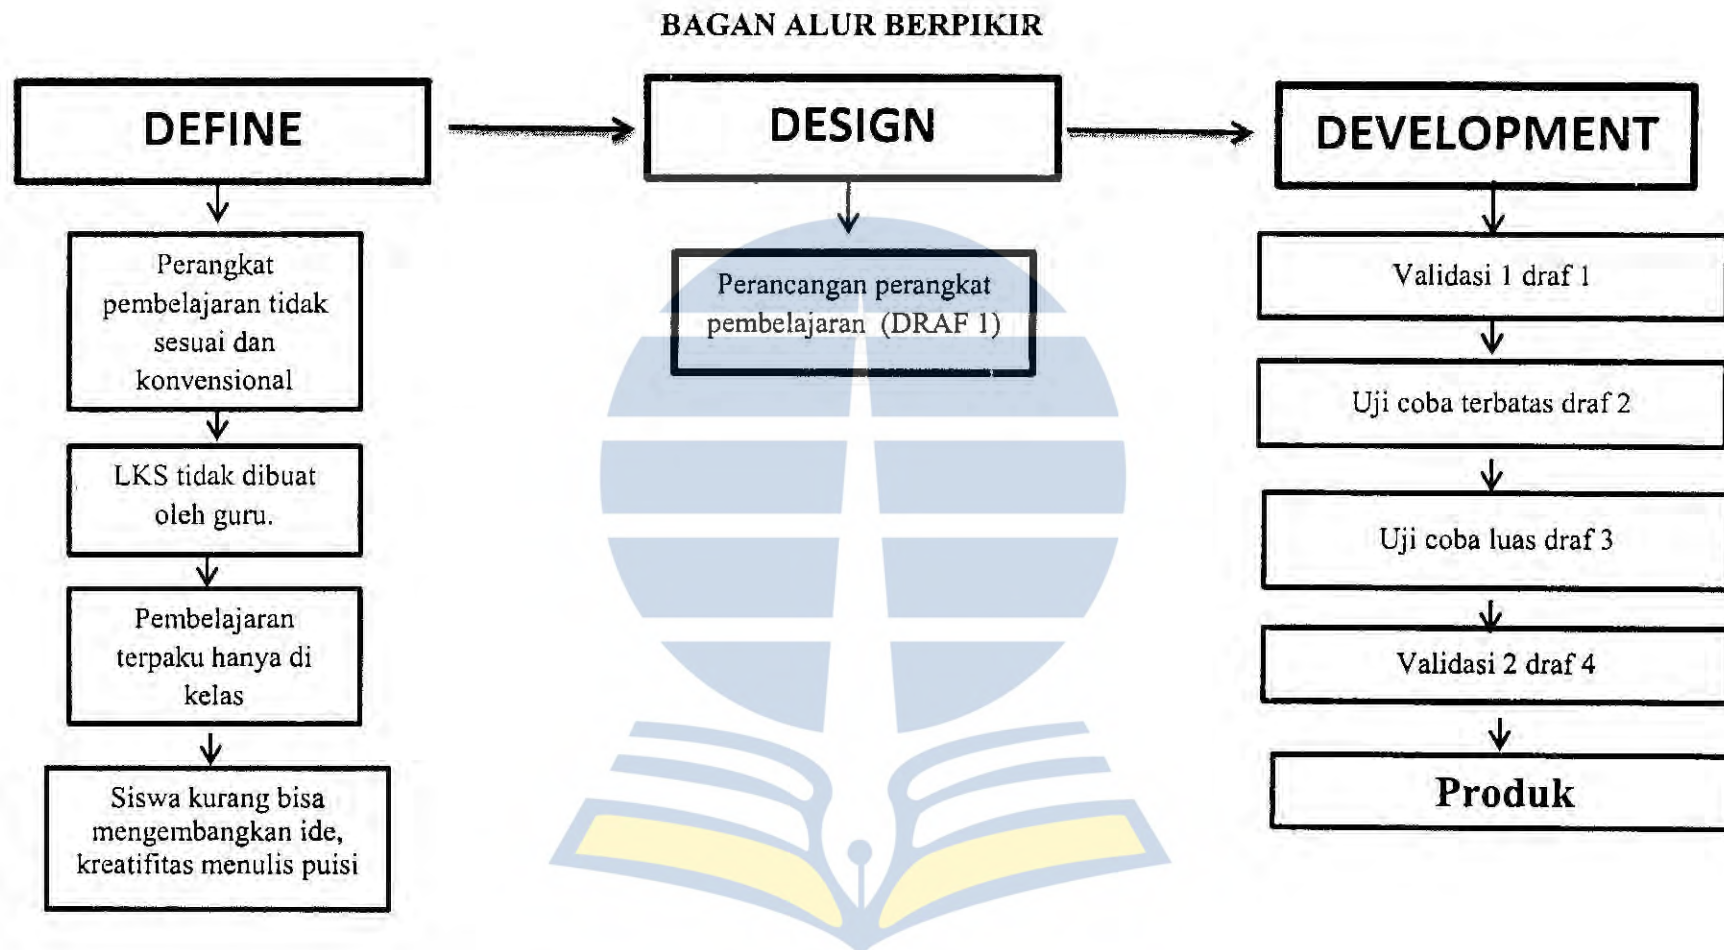 BAGAN ALUR BERPIKIR
DEFINE
Perangkat
pembelajaran tidak
sesuai dan
konvensional
LKS tidak dibuat
oleh guru.
Pembelajaran
terpaku hanya di
kelas
Siswa kurang bisa
mengembangkan ide,
kreatifitas menulis puisi
DESIGN
Perancangan perangkat
pembelajaran (DRAF 1)
DEVELOPMENT
Validasi 1 draf 1
Uji coba terbatas draf 2
Uji coba luas draf 3
Validasi 2 draf 4
Produk